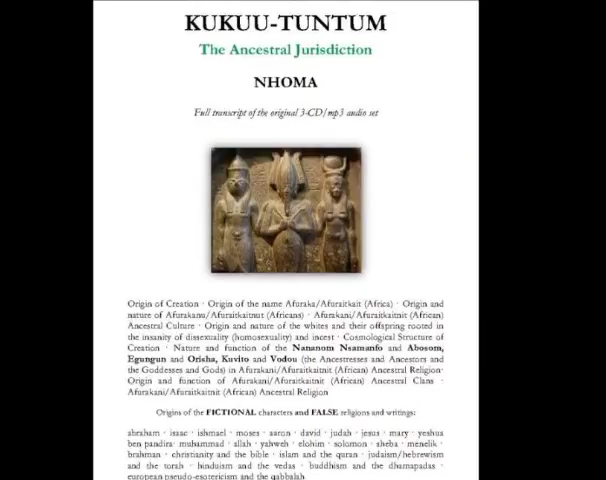 KUKUU-TUNTUM
The Ancestral Jurisdiction
NHOMA
Full transcript of the original 3-CD/mp3 audio set
Origin of Creation · Origin of the name Afuraka/Afuraitkait (Africa) · Origin and
nature of Afurakanu/Afuraitkaitnut (Africans) · Afurakani/Afuraitkaitnit (African)
Ancestral Culture · Origin and nature of the whites and their offspring rooted in
the insanity of dissexuality (homosexuality) and incest · Cosmological Structure of
Creation · Nature and function of the Nananom Nsamanfo and Abosom,
Egungun and Orisha, Kuvito and Vodou (the Ancestresses and Ancestors and
the Goddesses and Gods) in Afurakani/Afuraitkaitnit (African) Ancestral Religion·
Origin and function of Afurakani/Afuraitkaitnit (African) Ancestral Clans ·
Afurakani/Afuraitkaitnit (African) Ancestral Religion
Origins of the FICTIONAL characters and FALSE religions and writings:
abraham · isaac · ishmael · moses · aaron · david · judah · jesus · mary · yeshua
ben pandira· muhammad · allah · yahweh · elohim · solomon · sheba · menelik ·
brahman · christianity and the bible · islam and the quran · judaism/hebrewism
and the torah · hinduism and the vedas · buddhism and the dhamapadas ·
european pseudo-esotericism and the qabbalah